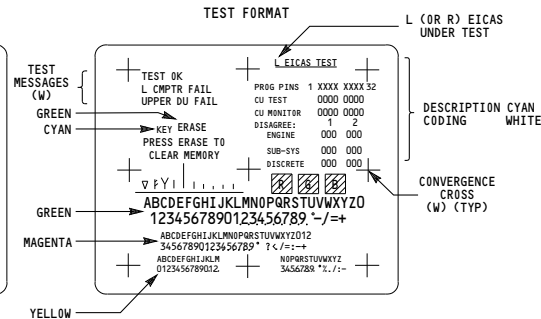 TEST FORMAT
L (OR R) EICAS
UNDER TEST
L EICAS TEST
TEST
MESSAGES
(W)
TEST OK
L CMPTR FAIL
UPPER DU FAIL
GREEN
ERASE
CYAN
KEY
PRESS ERASE TO
CLEAR MEMORY
PROG PINS 1 XXXX XXXX 32
CU TEST 0000 0000
CU MONITOR 0000 0000
DISAGREE: 1 2
ENGINE 000 000
SUB-SYS 000 000
DISCRETE 000 000
DESCRIPTION CYAN
CODING WHITE
R G B
CONVERGENCE
CROSS
(W) (TYP)
GREEN
ABCDEFGHIJKLMNOPQRSTUVWXYZ0
1234567890123456789.°-/=+
MAGENTA
ABCDEFGHIJKLMNOPQRSTUVWXYZ012
34567890123456789° ?</=:-+
ABCDEFGHIJKLM
0123456789012.
NOPQRSTUVWXYZ
3456789.°%./:-
YELLOW